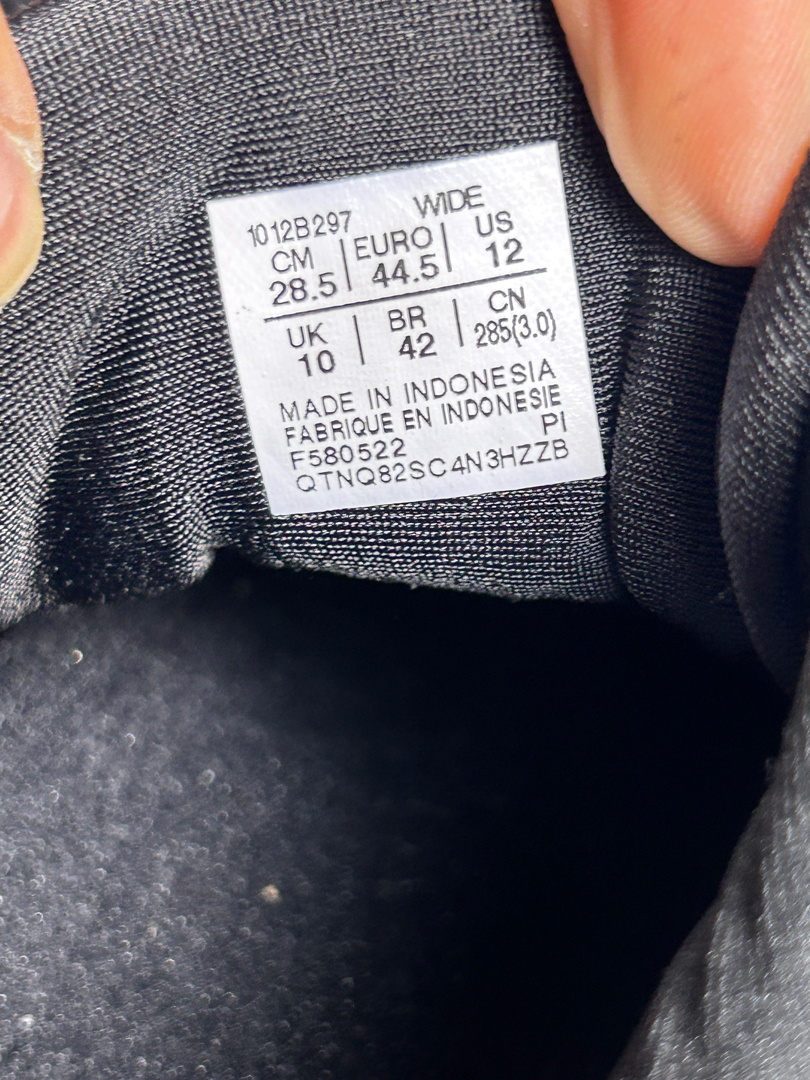 1012B297 WIDE
CM | EURO | US
28.5 | 44.5 | 12
UK | BR | CN
10 | 42 | 285(3.0)
MADE IN INDONESIA
FABRIQUE EN INDONESIE
F580522 PI
QTNQ82SC4N3HZZB